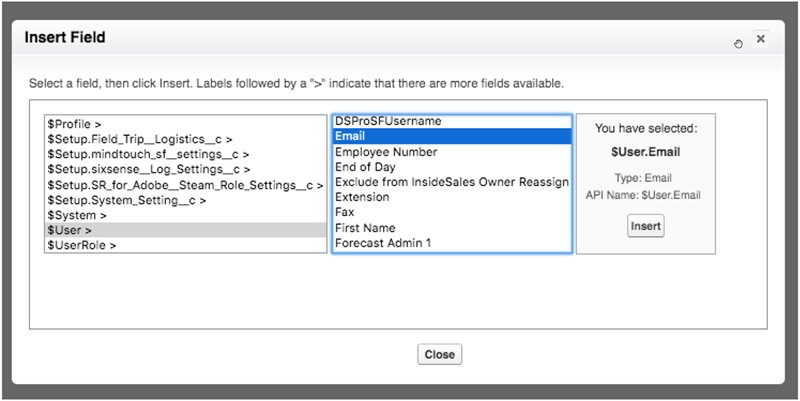 Insert Field
Select a field, then click Insert. Labels followed by a ">" indicate that there are more fields available.
$Profile >
$Setup.Field_Trip__Logistics__c >
$Setup.mindtouch_sf__settings__c >
$Setup.sixsense__Log_Settings__c >
$Setup.SR_for_Adobe__Steam_Role_Settings__c >
$Setup.System_Setting__c >
$System >
$User >
$UserRole >
DSProSFUsername
Email
Employee Number
End of Day
Exclude from InsideSales Owner Reassign
Extension
Fax
First Name
Forecast Admin 1
You have selected:
$User.Email
Type: Email
API Name: $User.Email
Insert
Close